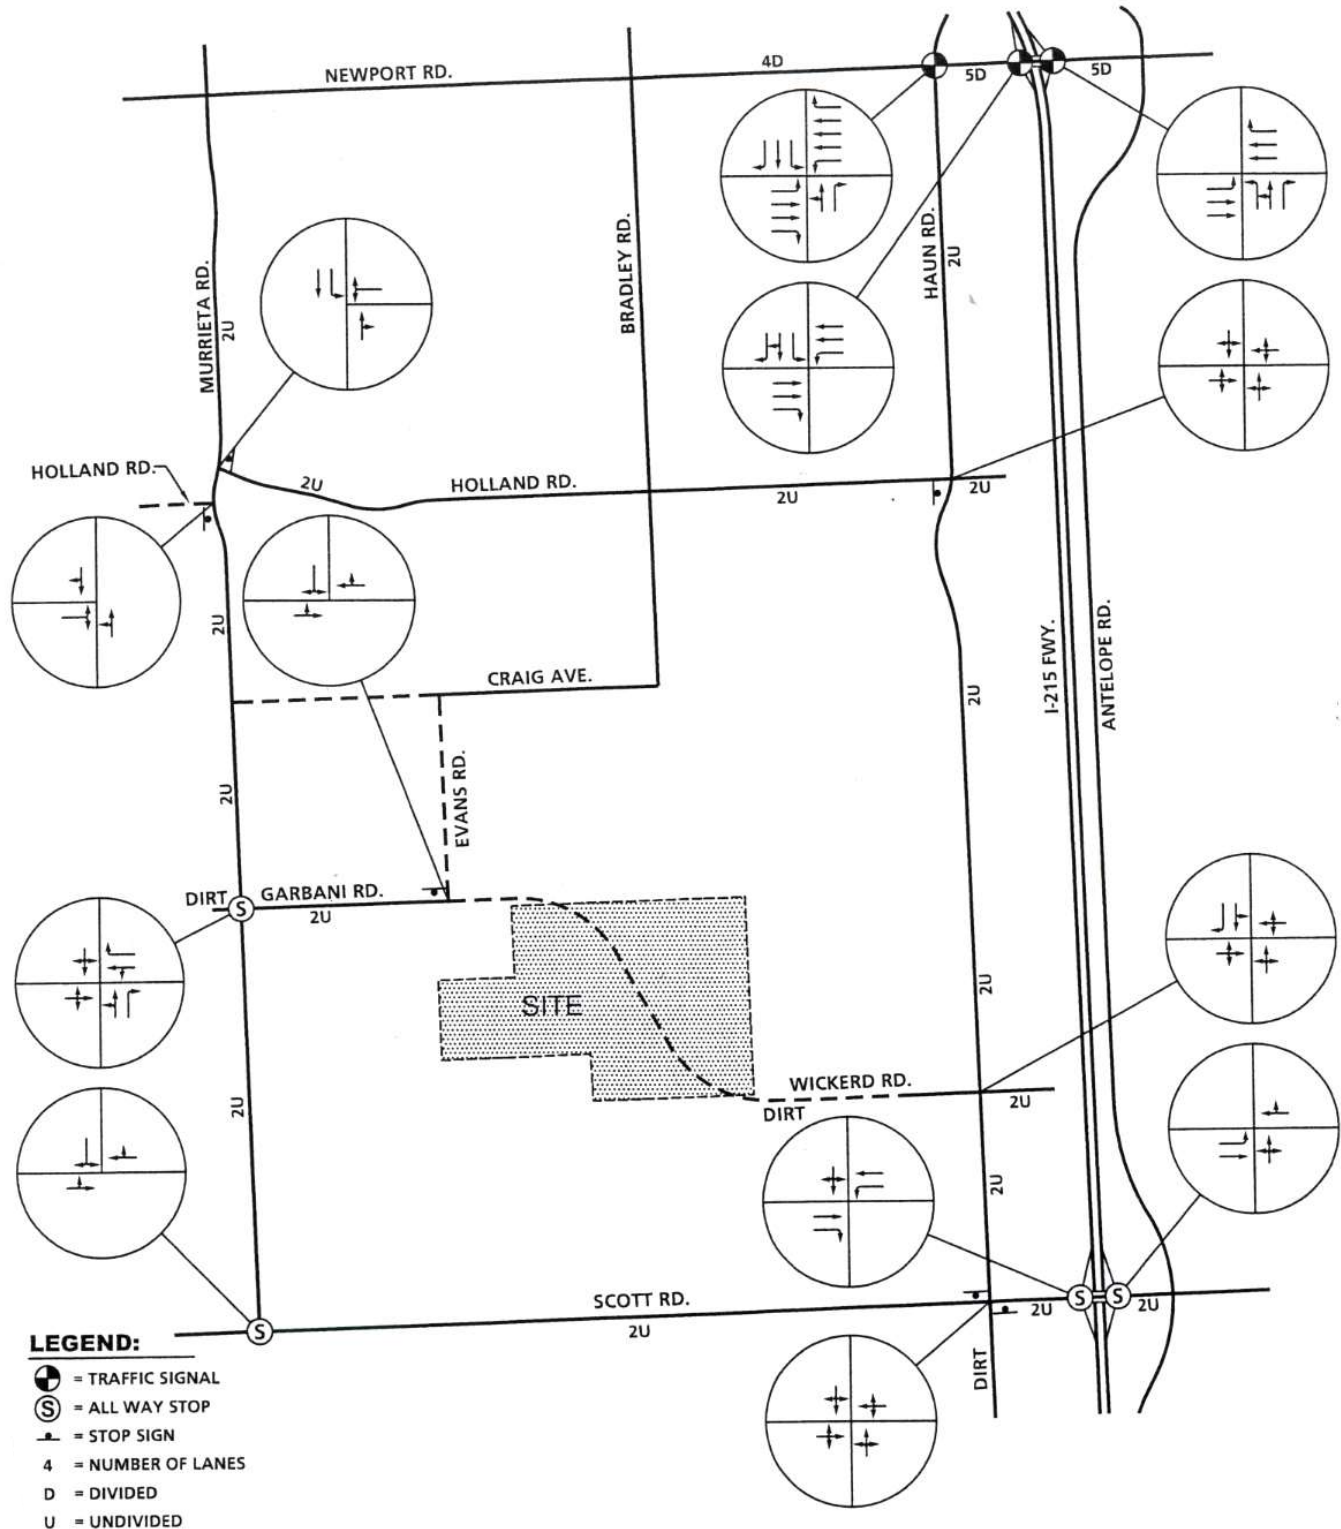 NEWPORT RD.
4D
5D
5D
MURRIETA RD.
2U
BRADLEY RD.
HAUN RD.
2U
HOLLAND RD.
2U
HOLLAND RD.
2U
2U
2U
CRAIG AVE.
2U
I-215 FWY.
ANTELOPE RD.
2U
EVANS RD.
DIRT
S
GARBANI RD.
2U
SITE
2U
2U
WICKERD RD.
DIRT
2U
2U
SCOTT RD.
2U
S
2U
S
S
2U
DIRT
LEGEND:
= TRAFFIC SIGNAL
S = ALL WAY STOP
= STOP SIGN
4 = NUMBER OF LANES
D = DIVIDED
U = UNDIVIDED